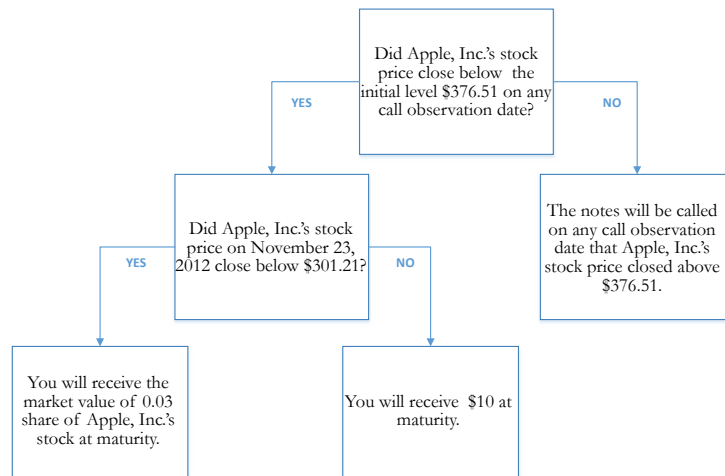 Did Apple, Inc.'s stock
price close below the
initial level $376.51 on any
call observation date?
YES
NO
Did Apple, Inc.'s stock
price on November 23,
2012 close below $301.21?
The notes will be called
on any call observation
date that Apple, Inc.'s
stock price closed above
$376.51.
YES
NO
You will receive the
market value of 0.03
share of Apple, Inc.'s
stock at maturity.
You will receive $10 at
maturity.